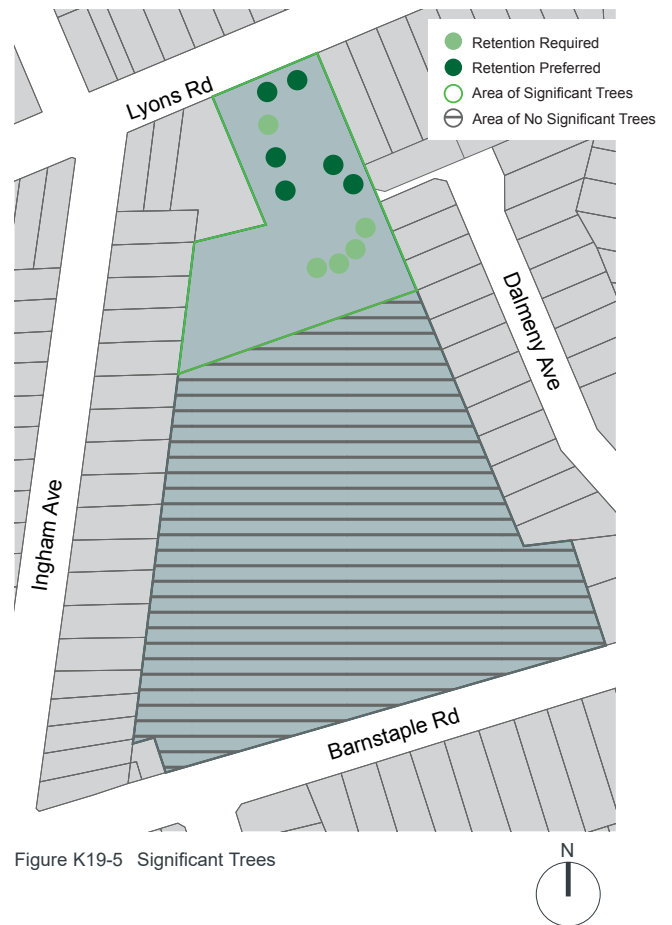 Retention Required
Retention Preferred
Area of Significant Trees
Area of No Significant Trees
Lyons Rd
Dalmeny Ave
Ingham Ave
Barnstaple Rd
Figure K19-5 Significant Trees
N